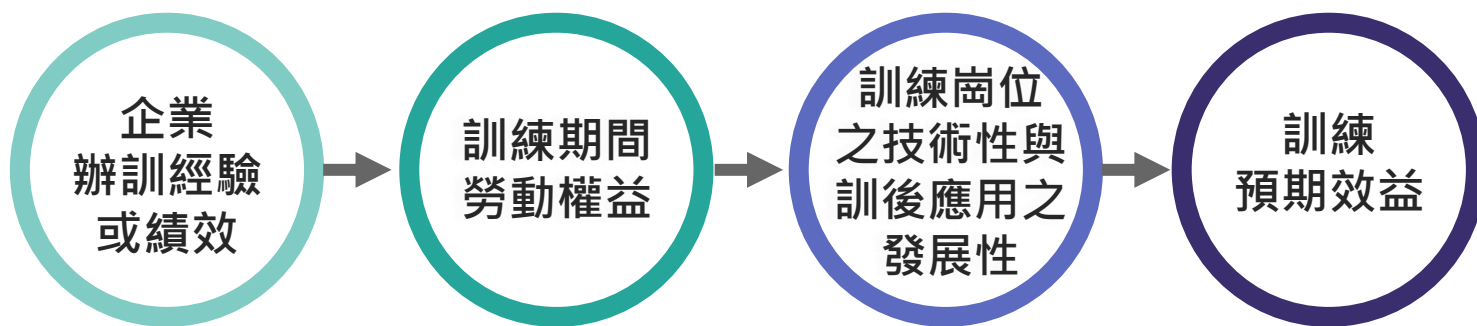 企業
辦訓經驗
或績效
訓練期間
勞動權益
訓練崗位
之技術性與
訓後應用之
發展性
訓練
預期效益